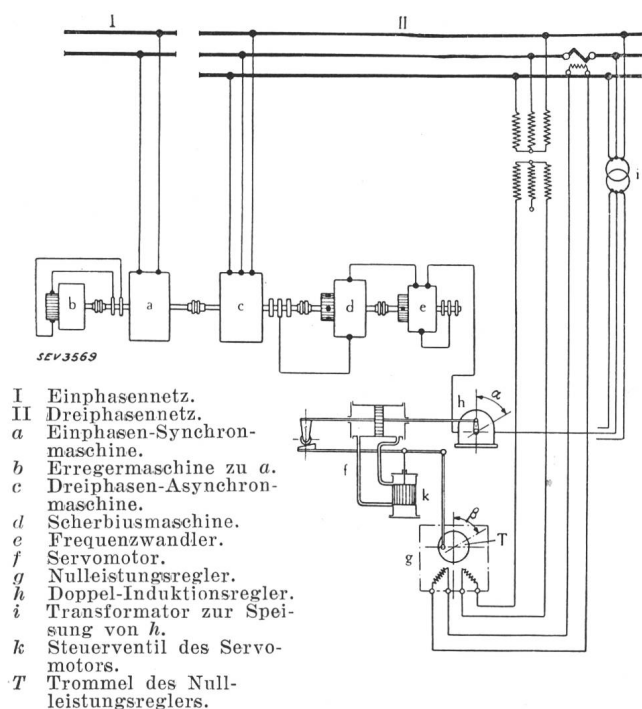 I
II
i
b
a
c
d
e
SEV3569
h
α
f
k
β
T
g
I Einphasennetz.
II Dreiphasennetz.
a Einphasen-Synchron-
maschine.
b Erregermaschine zu a.
c Dreiphasen-Asynchron-
maschine.
d Scherbiusmaschine.
e Frequenzwandler.
f Servomotor.
g Nulleistungsregler.
h Doppel-Induktionsregler.
i Transformator zur Spei-
sung von h.
k Steuerventil des Servo-
motors.
T Trommel des Null-
leistungsreglers.